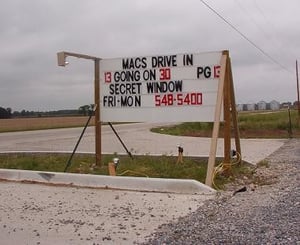 MACS DRIVE IN
13 GOING ON 30 PG 13
SECRET WINDOW
FRI-MON 548-5400